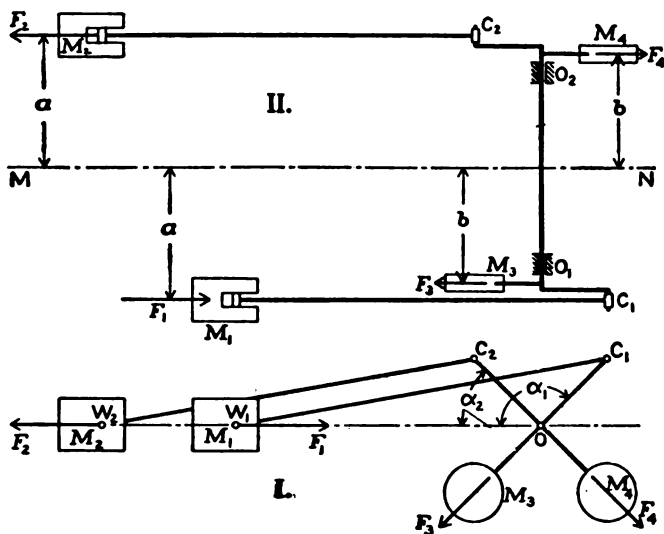 F₂ M₂ C₂ M₄ F₄
O₂
a II. b
M N
a b
O₁
F₃ M₃
F₁ M₁ C₁
C₂ C₁
α₂ α₁
W₂ W₁
F₂ M₂ M₁ F₁ O
I. M₃ M₄
F₃ F₄